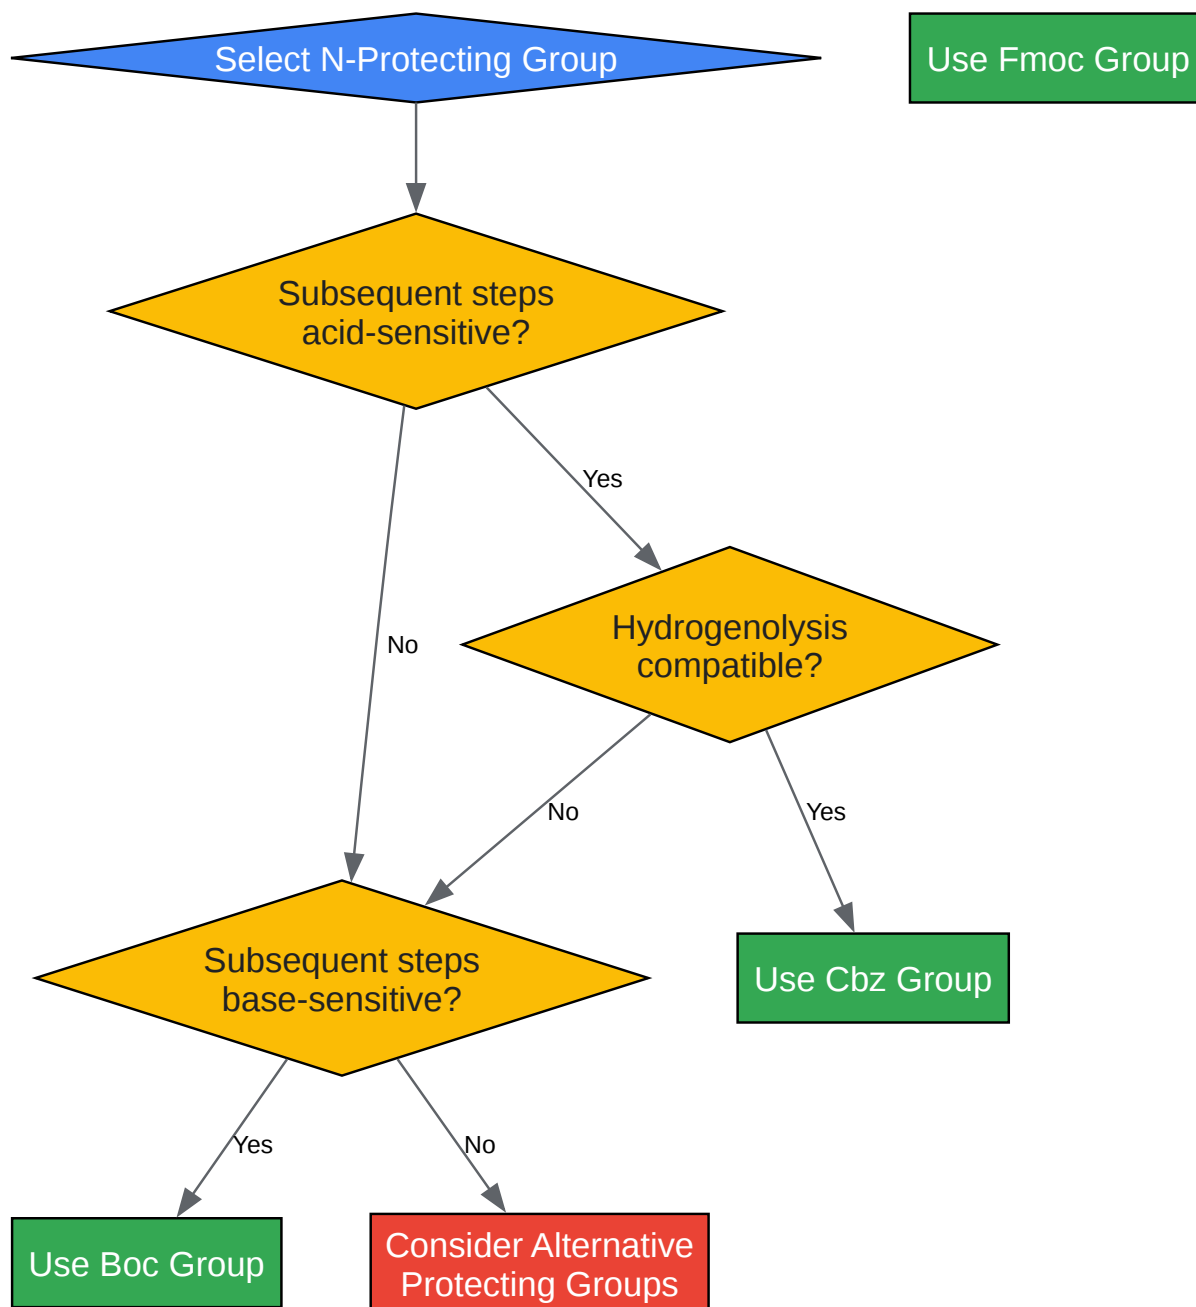 Select N-Protecting Group
Use Fmoc Group
Subsequent steps
acid-sensitive?
Yes
Hydrogenolysis
compatible?
No
No
Yes
Subsequent steps
base-sensitive?
Use Cbz Group
Yes
No
Use Boc Group
Consider Alternative
Protecting Groups